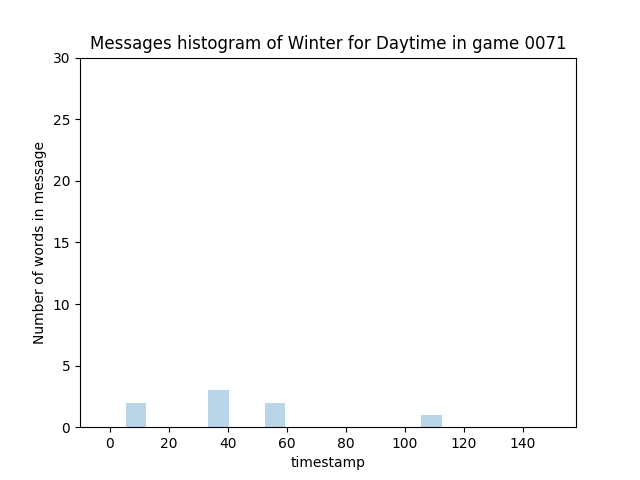 Messages histogram of Winter for Daytime in game 0071
30
25
20
15
10
5
0
Number of words in message
0 20 40 60 80 100 120 140
timestamp